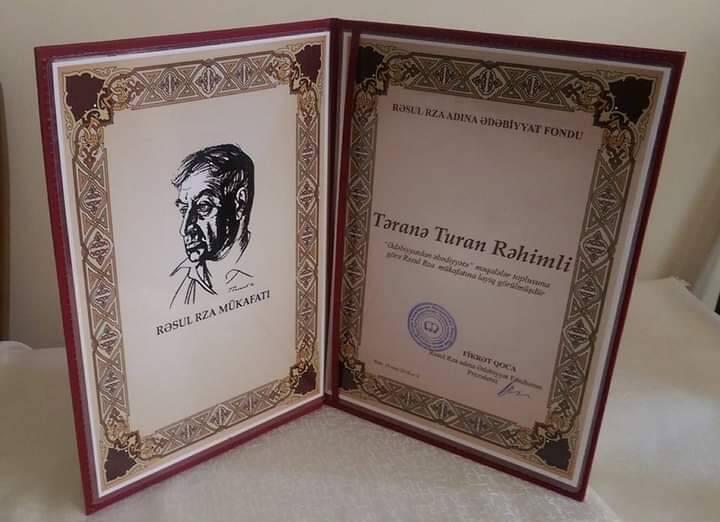 RƏSUL RZA MÜKAFATI
RƏSUL RZA ADINA ƏDƏBİYYAT FONDU
Təranə Turan Rəhimli
"Ədəbiyyatdan əbədiyyətə" məqalələr toplusuna
görə Rəsul Rza mükafatına layiq görülmüşdür
FİKRƏT QOCA
Rəsul Rza adına Ədəbiyyat Fondunun
Prezidenti